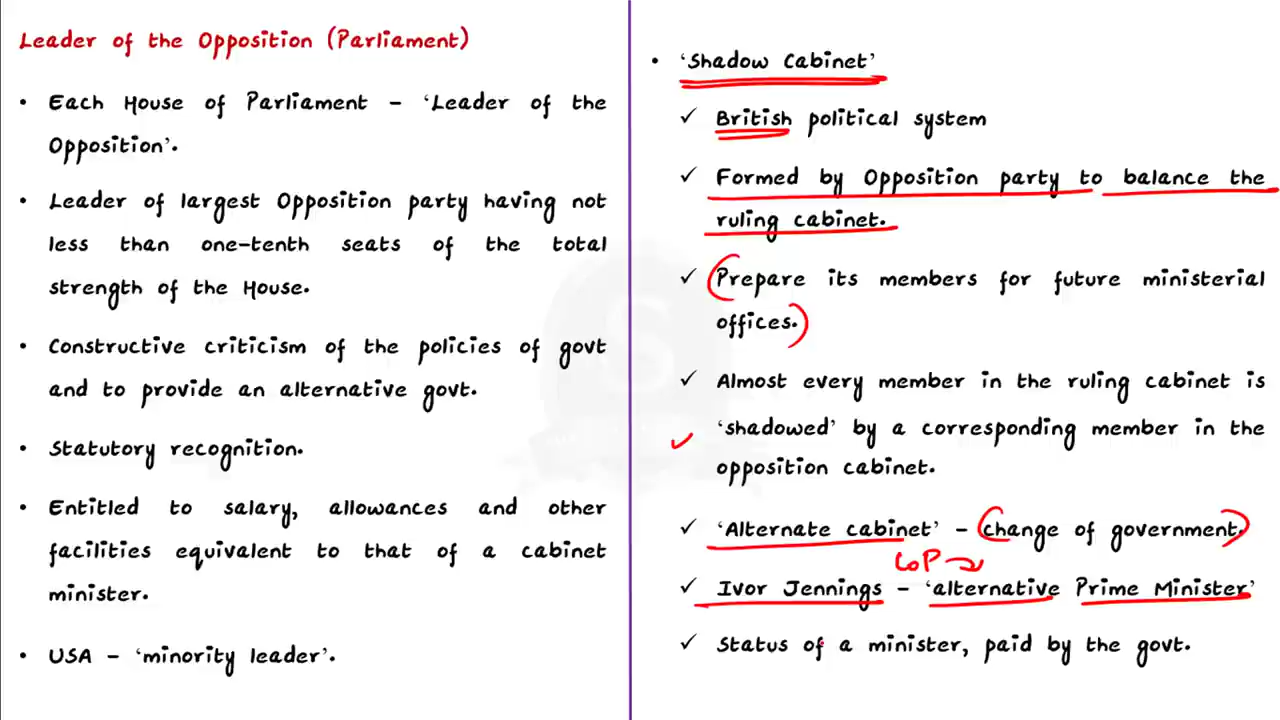 Leader of the Opposition (Parliament)
• Each House of Parliament – 'Leader of the
Opposition'.
• Leader of largest Opposition party having not
less than one-tenth seats of the total
strength of the House.
• Constructive criticism of the policies of govt
and to provide an alternative govt.
• Statutory recognition.
• Entitled to salary, allowances and other
facilities equivalent to that of a cabinet
minister.
• USA – 'minority leader'.
• 'Shadow Cabinet'
✓ British political system
✓ Formed by Opposition party to balance the
ruling cabinet.
✓ Prepare its members for future ministerial
offices.
✓ Almost every member in the ruling cabinet is
'shadowed' by a corresponding member in the
opposition cabinet.
✓ 'Alternate cabinet' – change of government.
LoP →
✓ Ivor Jennings – 'alternative Prime Minister'
✓ Status of a minister, paid by the govt.